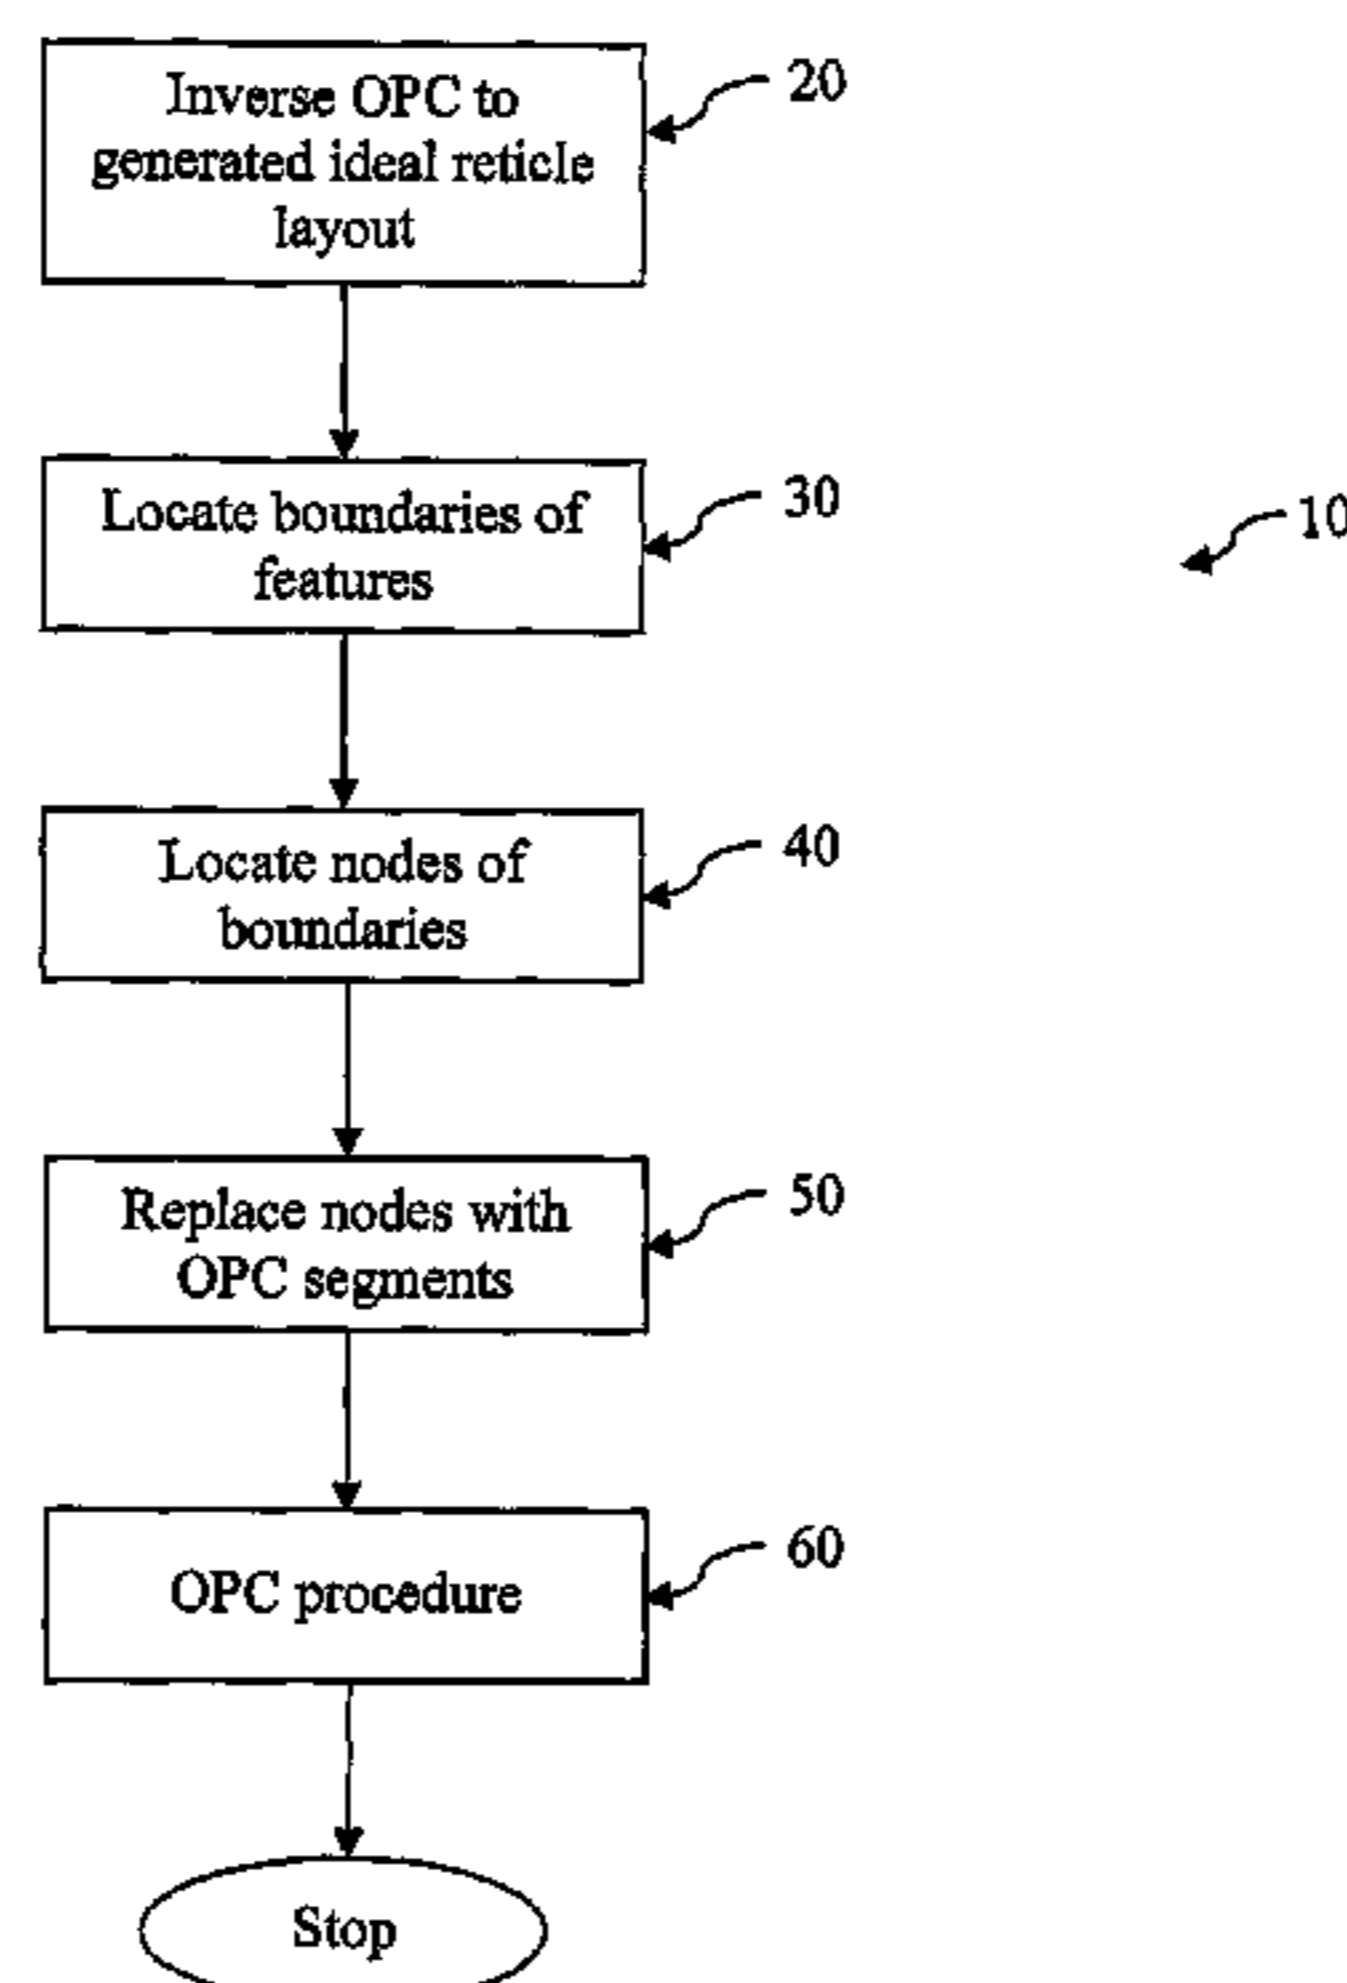 Inverse OPC to
generated ideal reticle
layout
20
Locate boundaries of
features
30
10
Locate nodes of
boundaries
40
Replace nodes with
OPC segments
50
OPC procedure
60
Stop